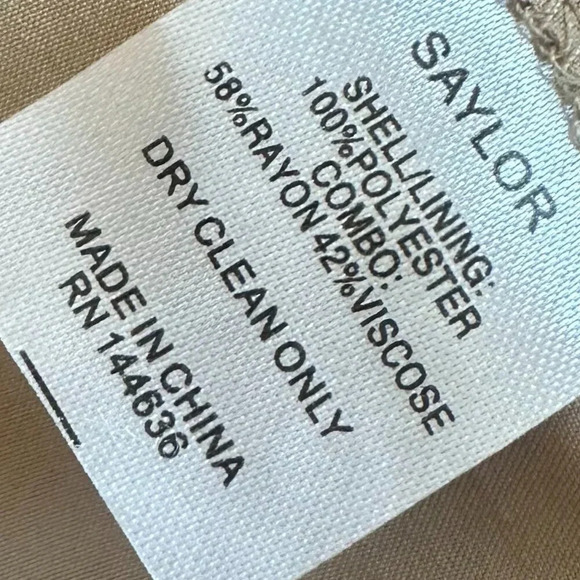 SAYLOR
SHELL/LINING:
100%POLYESTER
COMBO:
58%RAYON 42%VISCOSE
DRY CLEAN ONLY
MADE IN CHINA
RN 144636